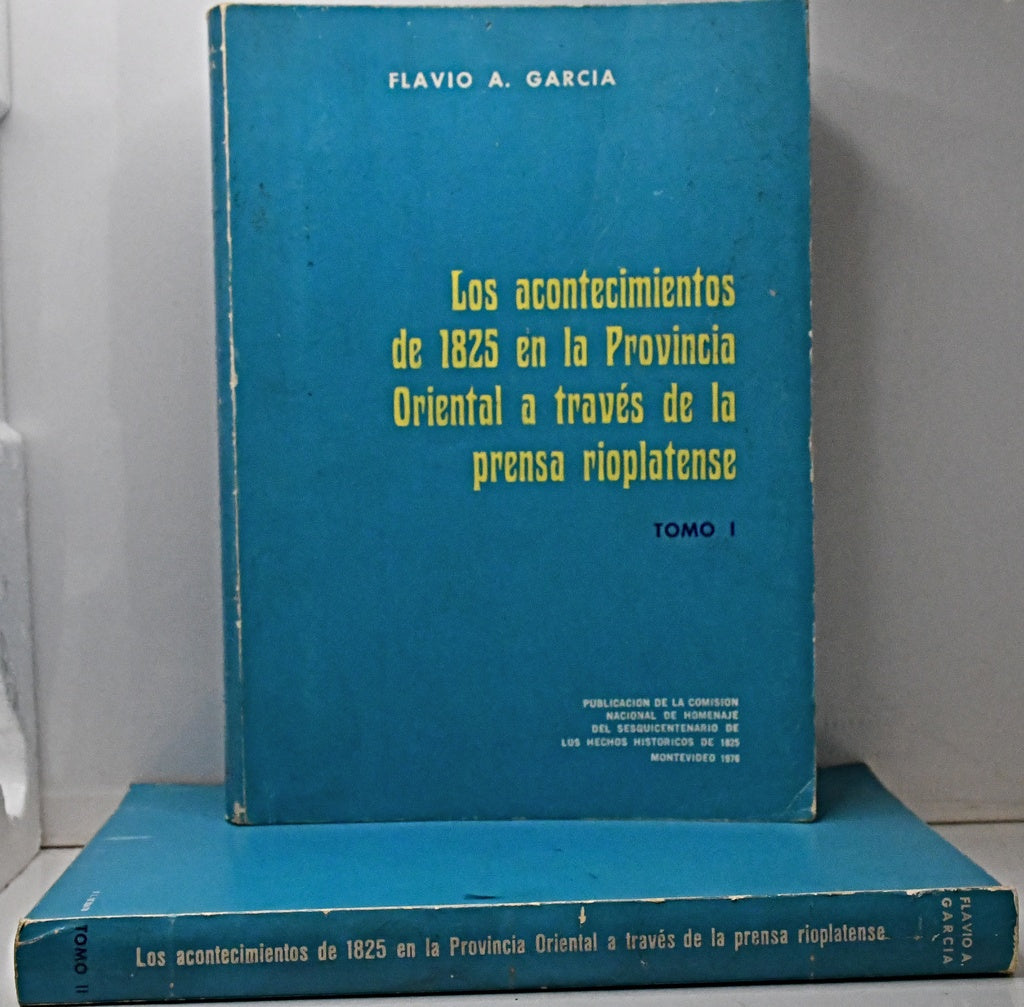 FLAVIO A. GARCIA
Los acontecimientos
de 1825 en la Provincia
Oriental a través de la
prensa rioplatense
TOMO I
PUBLICACION DE LA COMISION
NACIONAL DE HOMENAJE
DEL SESQUICENTENARIO DE
LOS HECHOS HISTORICOS DE 1825
MONTEVIDEO 1976
TOMO II
Los acontecimientos de 1825 en la Provincia Oriental a través de la prensa rioplatense
FLAVIO A.
GARCIA